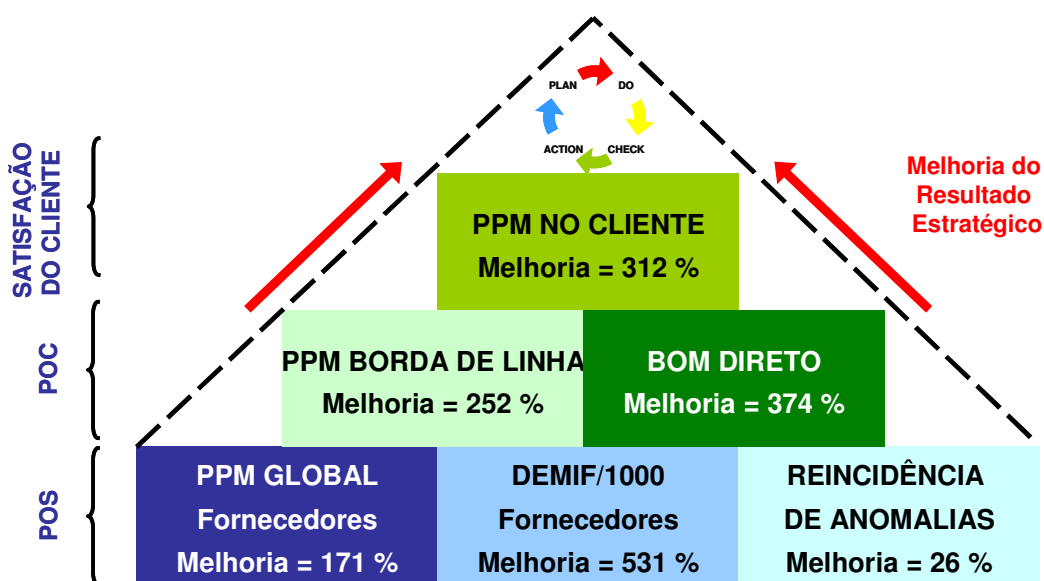 PLAN
DO
ACTION
CHECK
SATISFAÇÃO
DO CLIENTE
Melhoria do
Resultado
Estratégico
PPM NO CLIENTE
Melhoria = 312 %
POC
PPM BORDA DE LINHA
Melhoria = 252 %
BOM DIRETO
Melhoria = 374 %
POS
PPM GLOBAL
Fornecedores
Melhoria = 171 %
DEMIF/1000
Fornecedores
Melhoria = 531 %
REINCIDÊNCIA
DE ANOMALIAS
Melhoria = 26 %